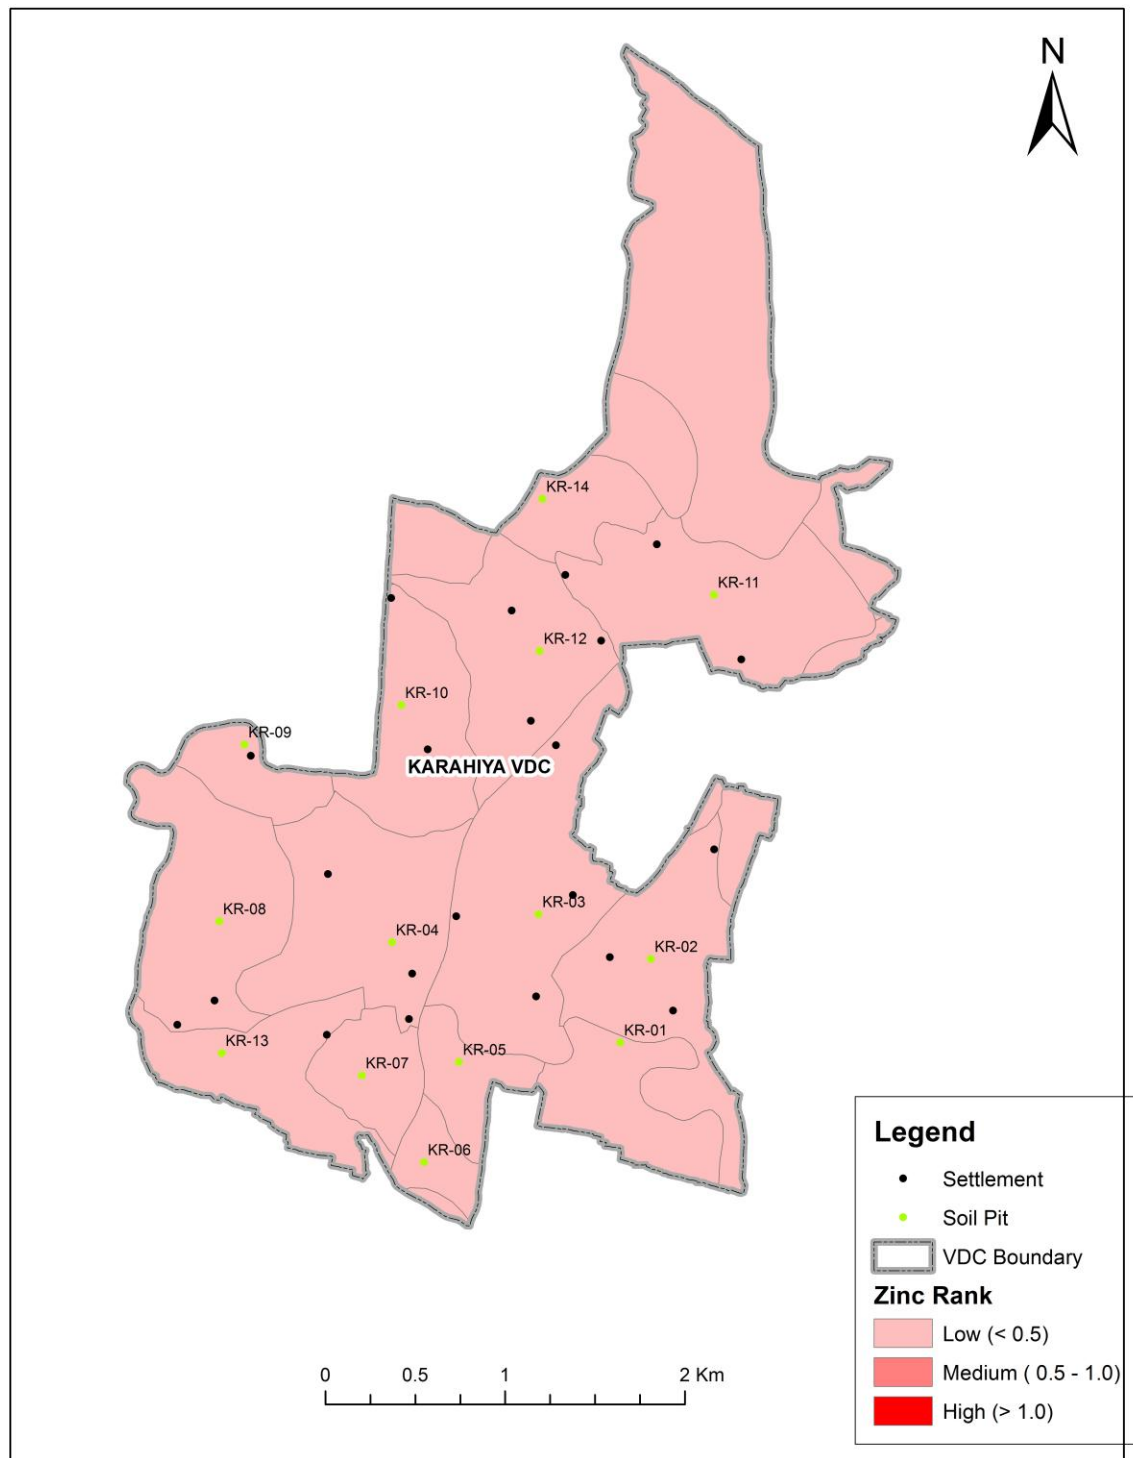 N
KR-14
KR-11
KR-12
KR-10
KR-09
KARAHIYA VDC
KR-08
KR-03
KR-04
KR-02
KR-01
KR-13
KR-05
KR-07
KR-06
Legend
Settlement
Soil Pit
VDC Boundary
Zinc Rank
Low (< 0.5)
Medium ( 0.5 - 1.0)
High (> 1.0)
0 0.5 1 2 Km